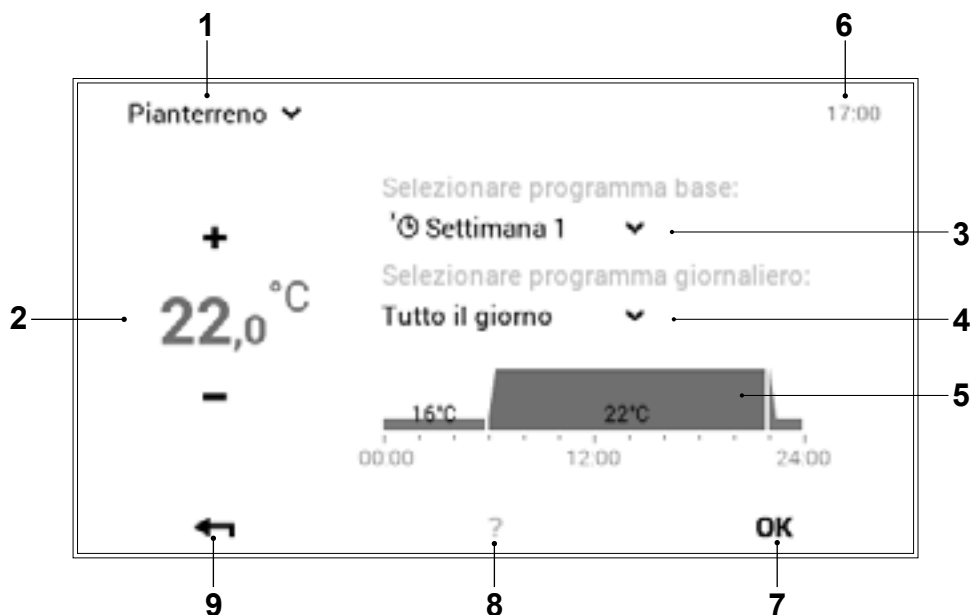 1 6
Pianterreno 17:00
Selezionare programma base:
Settimana 1
3
+
Selezionare programma giornaliero:
2 22,0 °C
Tutto il giorno
4
-
5
16°C 22°C
00:00 12:00 24:00
? OK
9 8 7